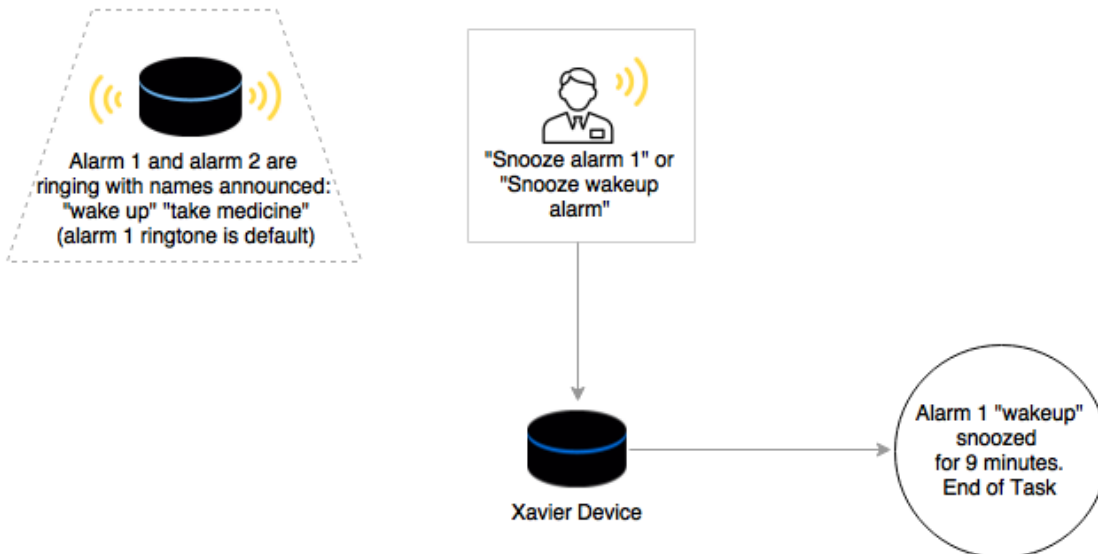 Alarm 1 and alarm 2 are
ringing with names announced:
"wake up" "take medicine"
(alarm 1 ringtone is default)
"Snooze alarm 1" or
"Snooze wakeup
alarm"
Xavier Device
Alarm 1 "wakeup"
snoozed
for 9 minutes.
End of Task